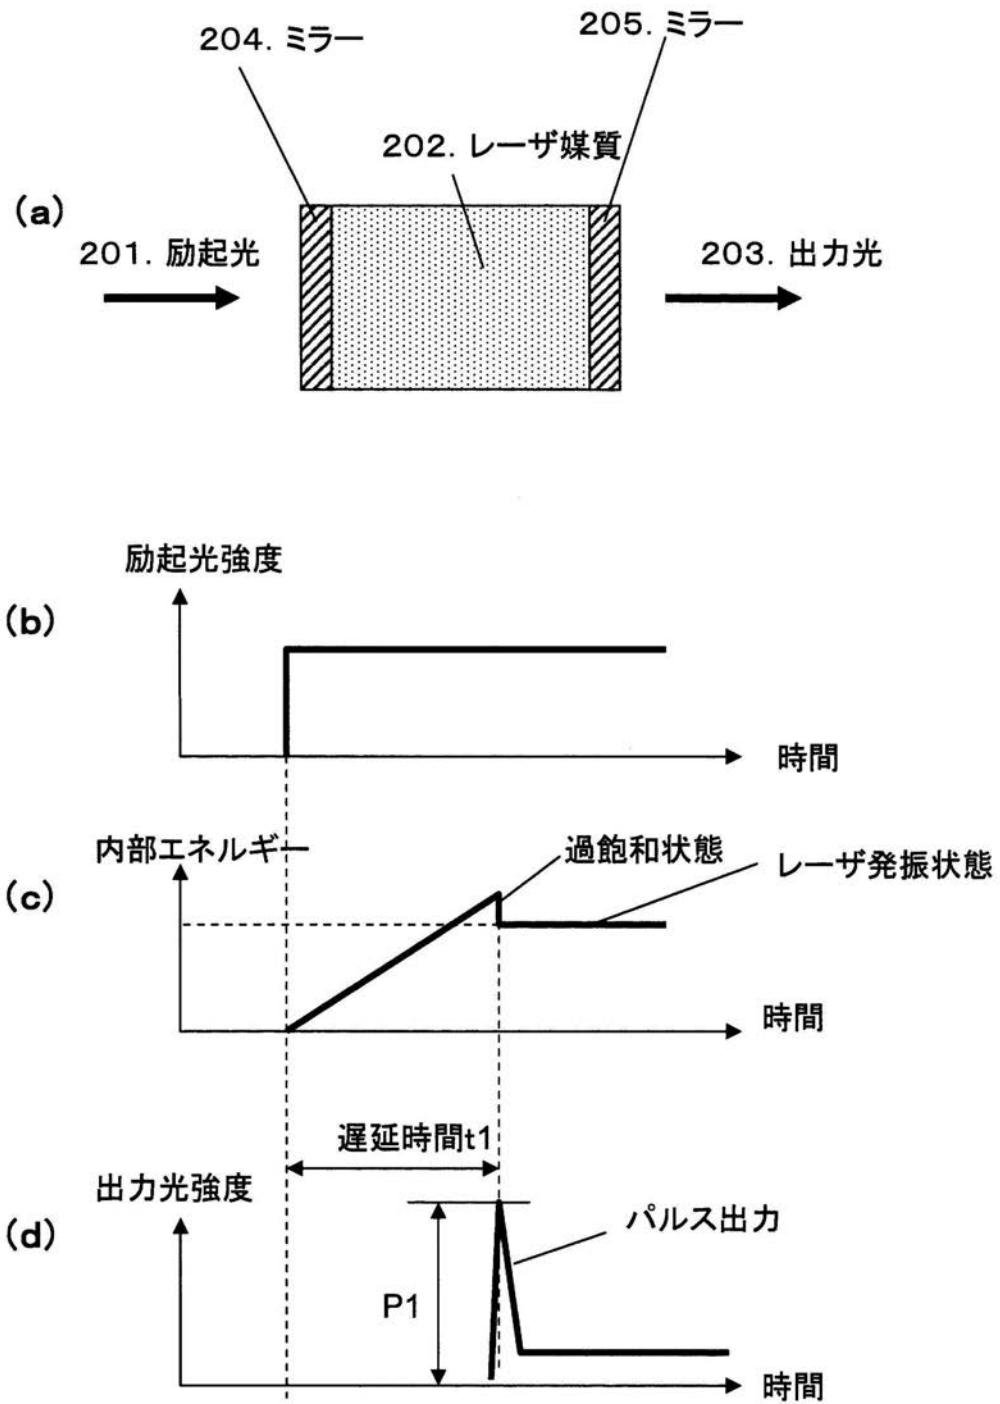 204. ミラー
205. ミラー
202. レーザ媒質
(a)
201. 励起光
203. 出力光
励起光強度
(b)
時間
内部エネルギー
過飽和状態
レーザ発振状態
(c)
時間
遅延時間t1
出力光強度
(d)
パルス出力
P1
時間